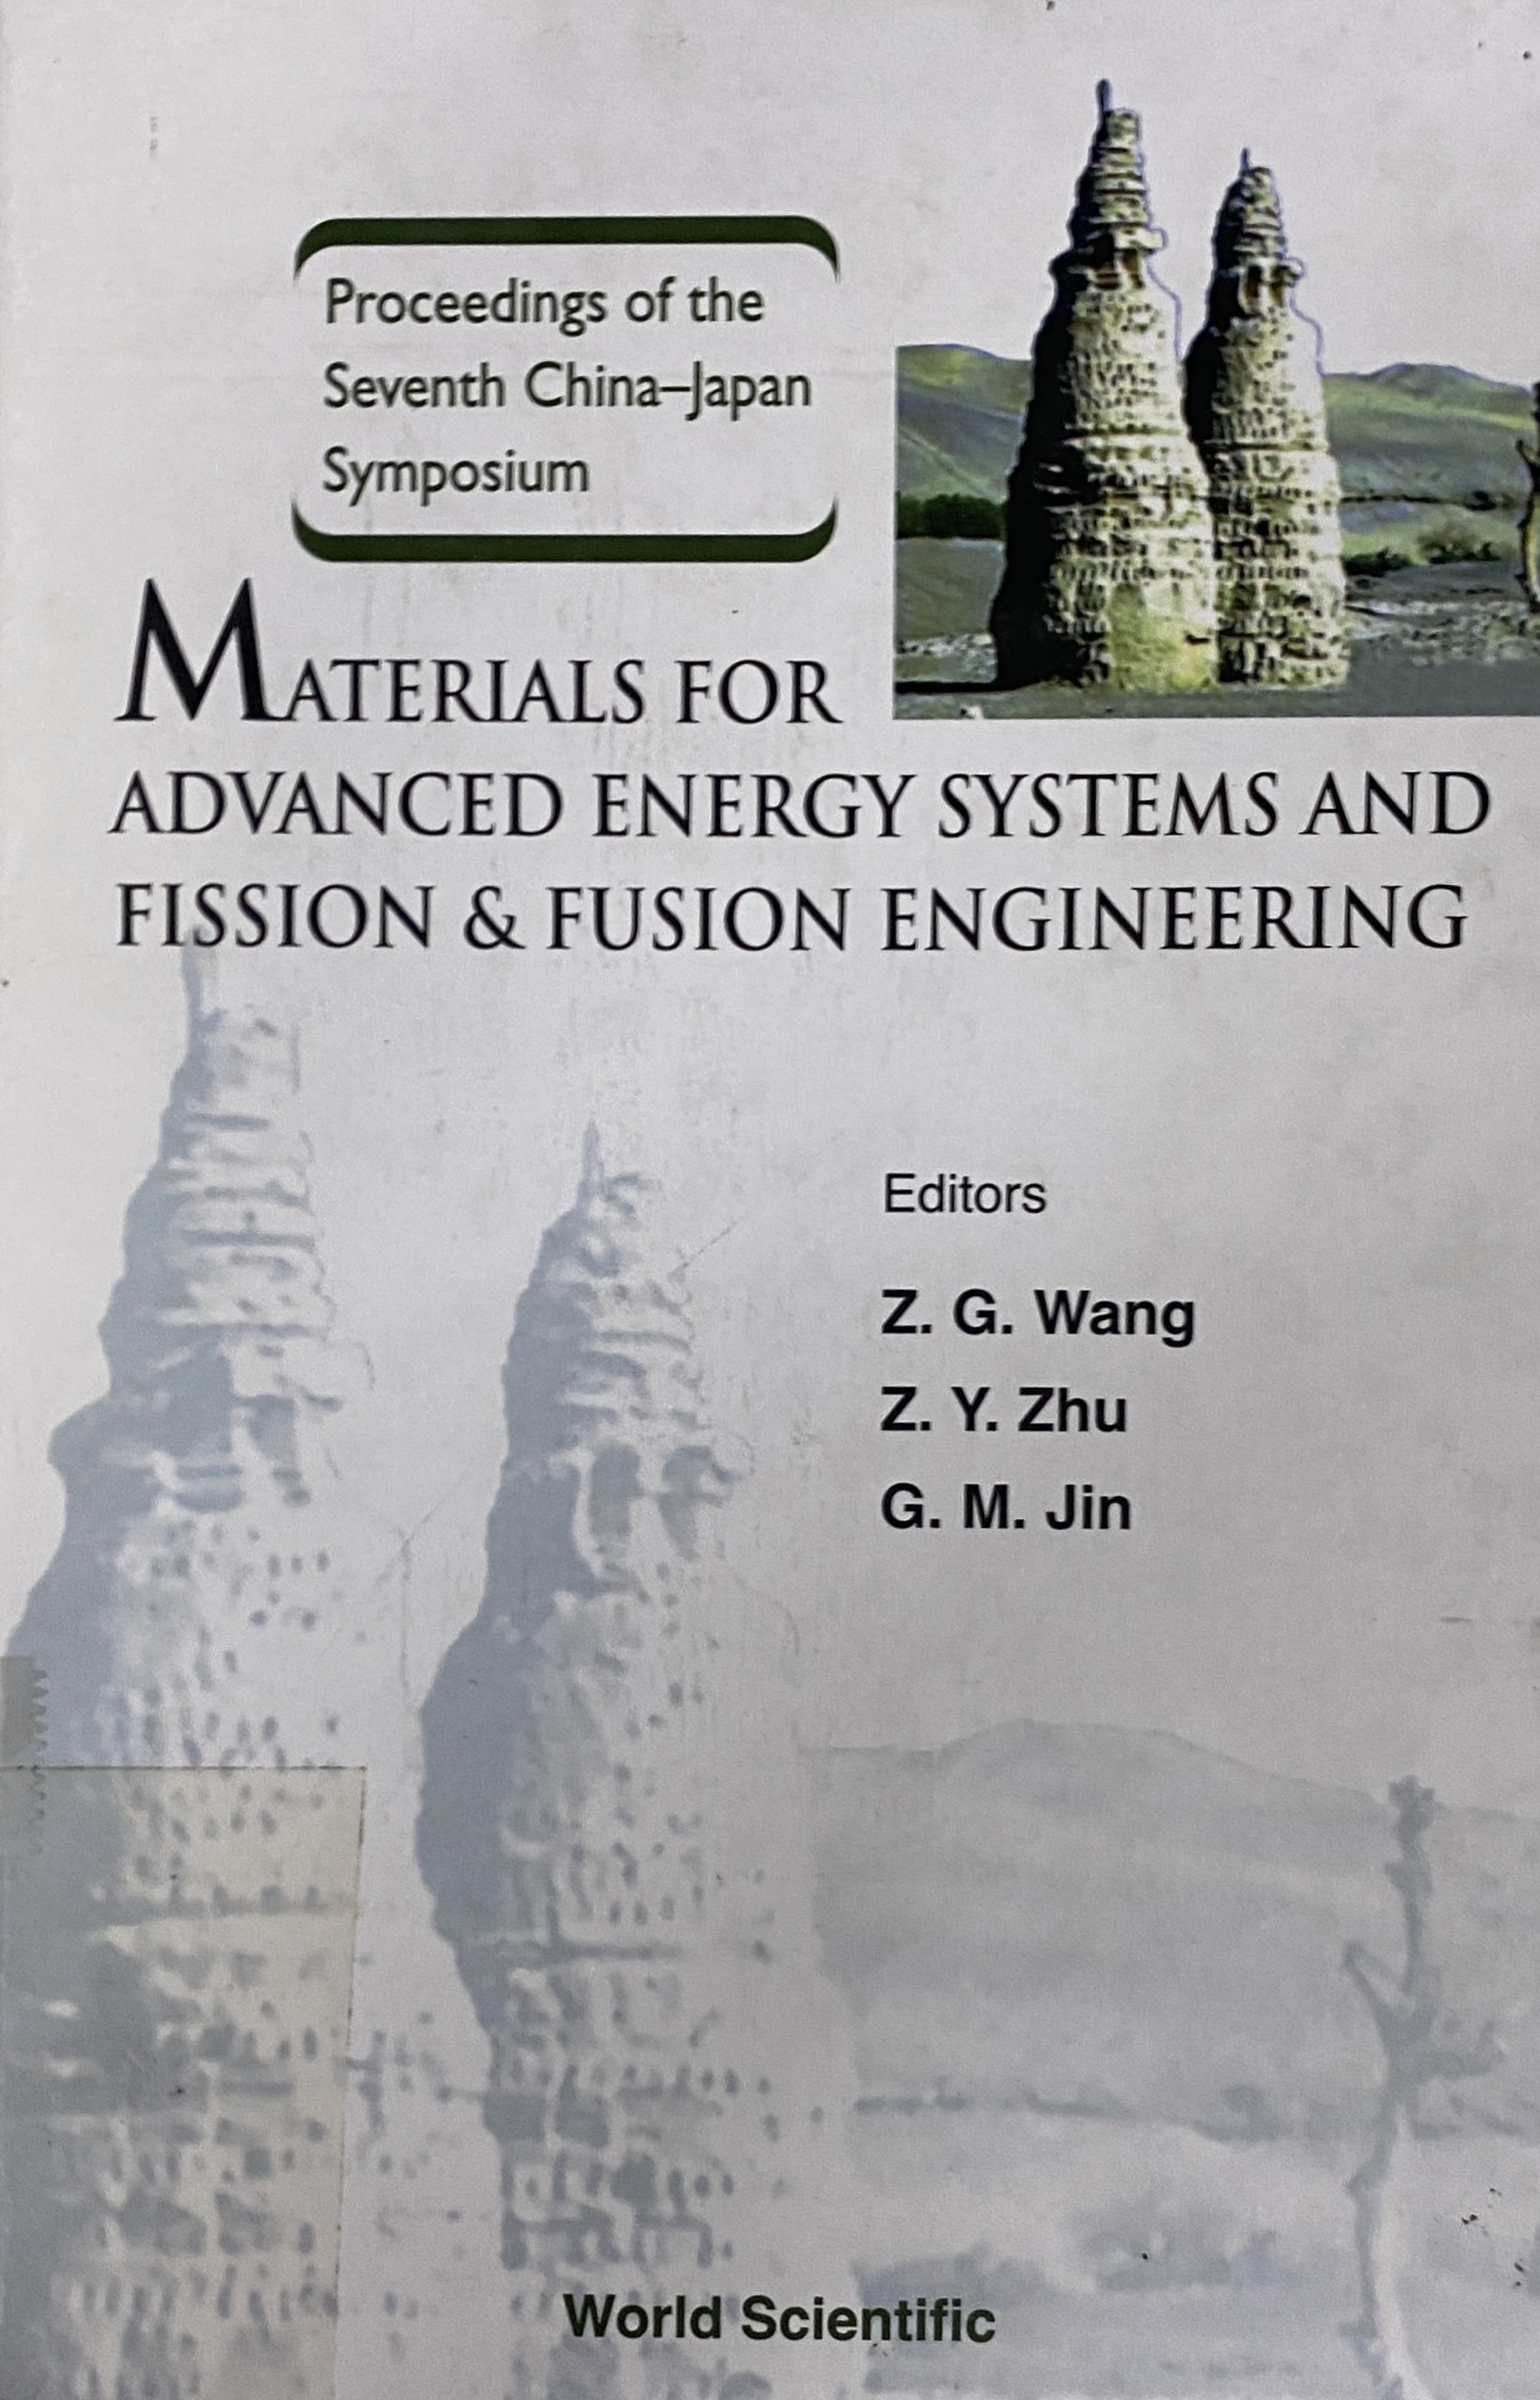 Proceedings of the
Seventh China–Japan
Symposium
MATERIALS FOR
ADVANCED ENERGY SYSTEMS AND
FISSION & FUSION ENGINEERING
Editors
Z. G. Wang
Z. Y. Zhu
G. M. Jin
World Scientific